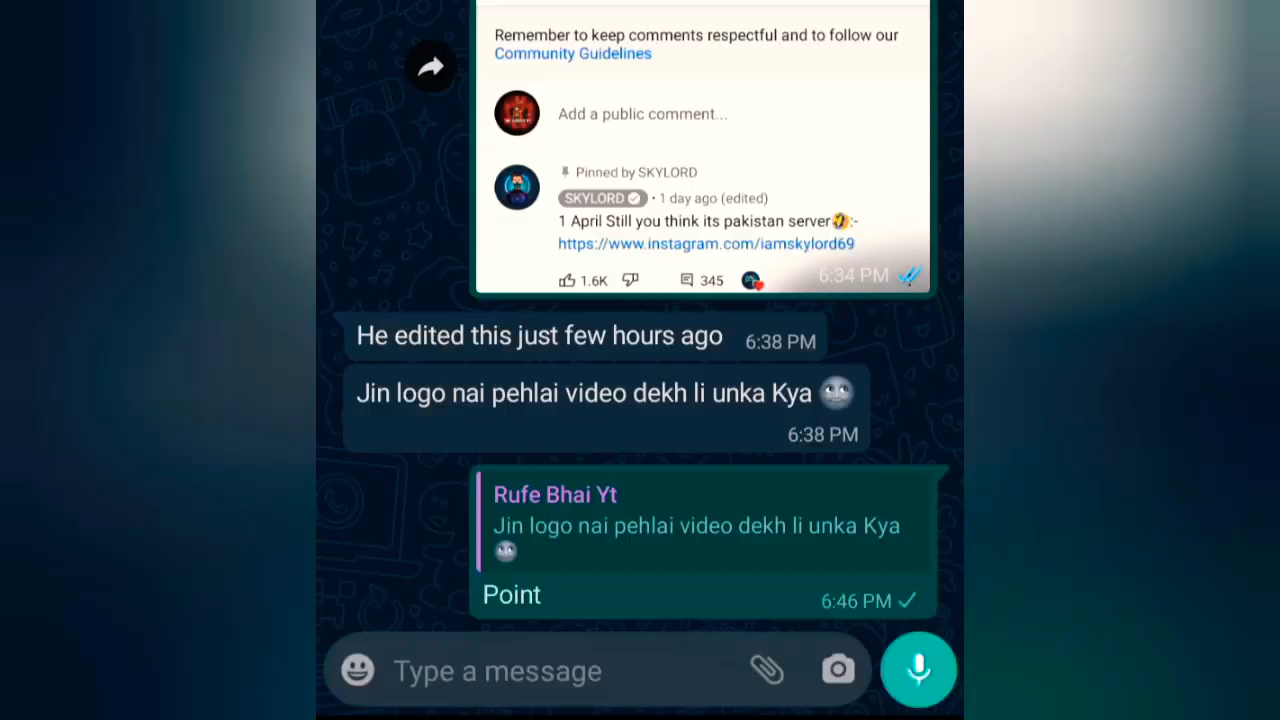 Remember to keep comments respectful and to follow our
Community Guidelines
Add a public comment...
Pinned by SKYLORD
SKYLORD • 1 day ago (edited)
1 April Still you think its pakistan server🤣:-
https://www.instagram.com/iamskylord69
1.6K 345 6:34 PM
He edited this just few hours ago 6:38 PM
Jin logo nai pehlai video dekh li unka Kya 🌚
6:38 PM
Rufe Bhai Yt
Jin logo nai pehlai video dekh li unka Kya
🌚
Point 6:46 PM
Type a message